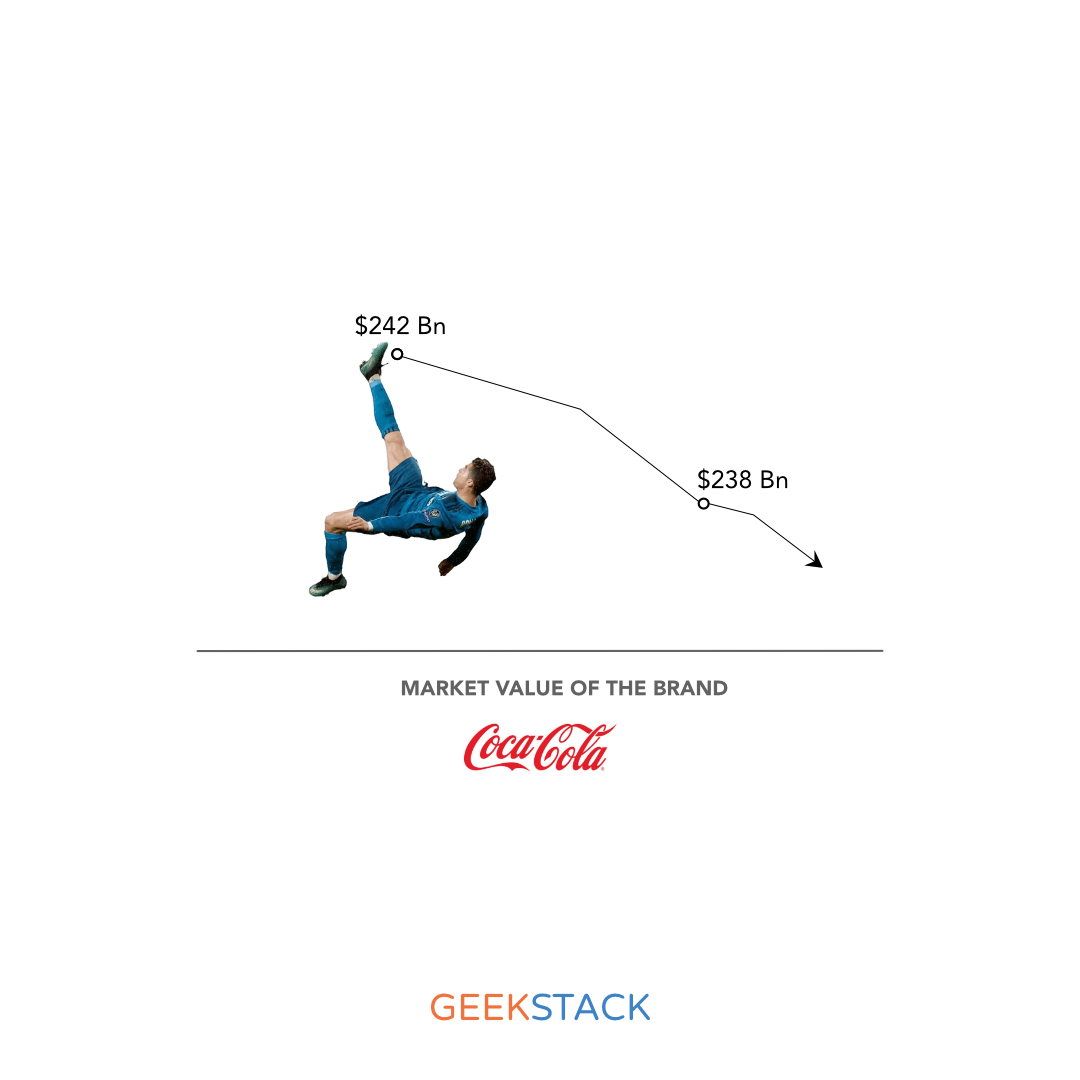 $242 Bn
$238 Bn
MARKET VALUE OF THE BRAND
Coca-Cola
GEEKSTACK